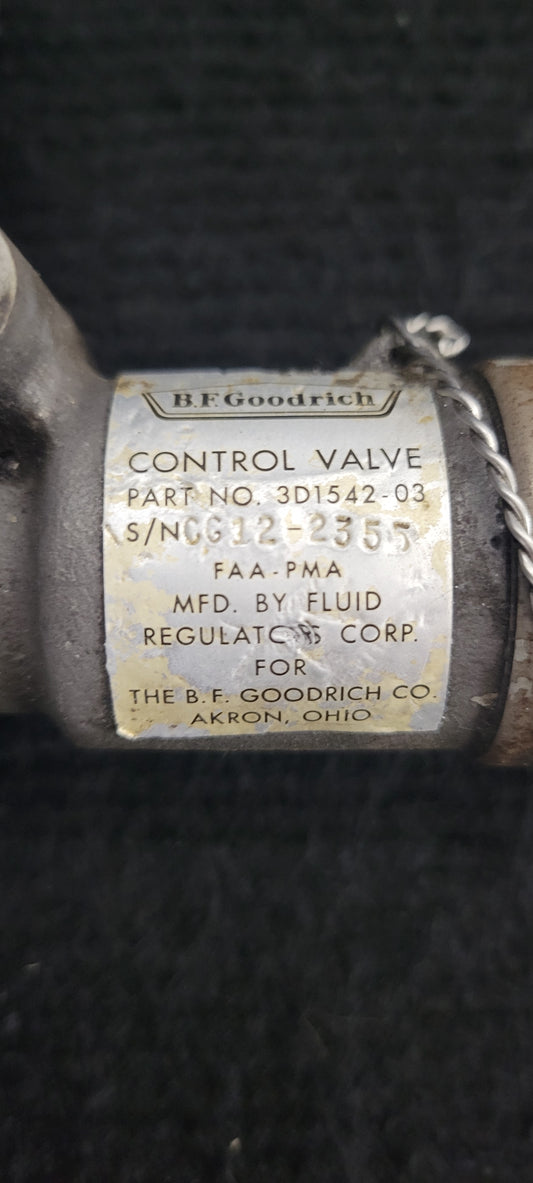 B.F.Goodrich
CONTROL VALVE
PART NO. 3D1542-03
S/NCG12-2355
FAA-PMA
MFD. BY FLUID
REGULATORS CORP.
FOR
THE B.F. GOODRICH CO.
AKRON, OHIO